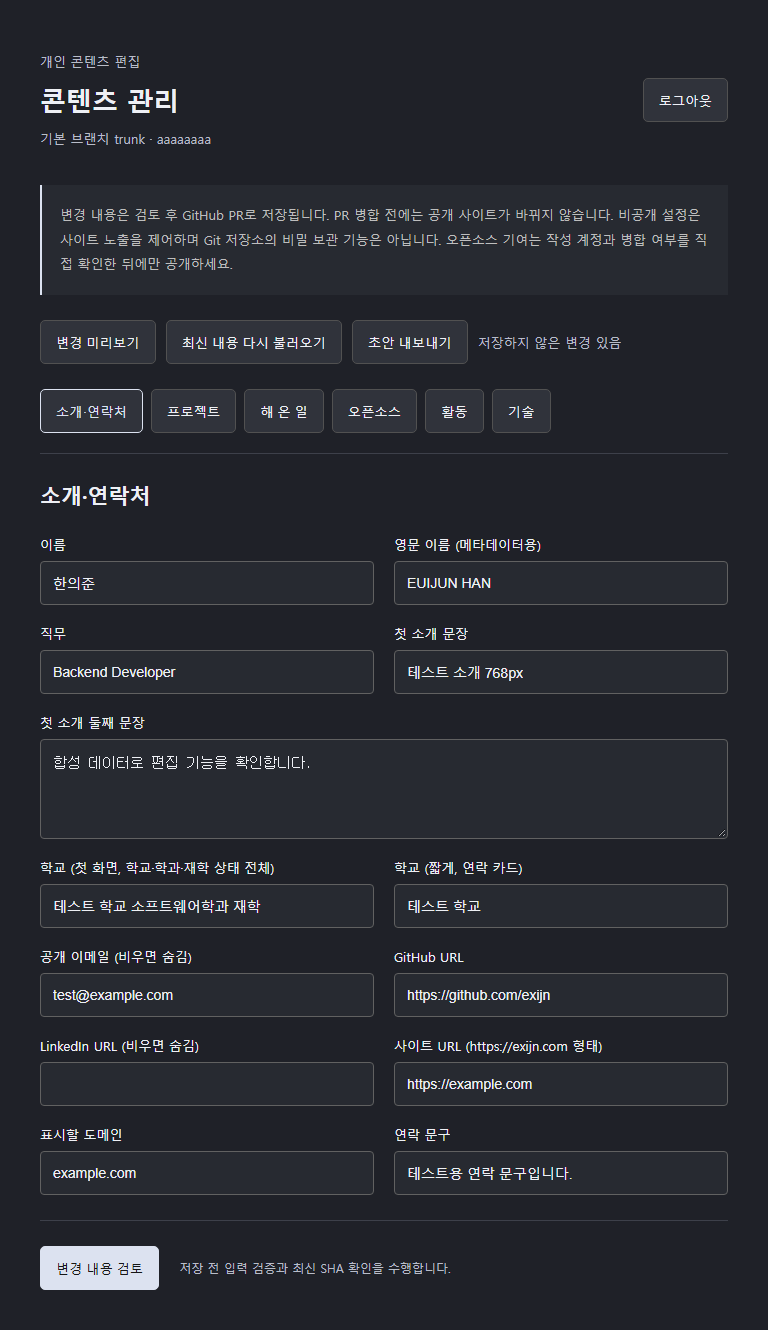 개인 콘텐츠 편집
콘텐츠 관리
로그아웃
기본 브랜치 trunk · aaaaaaaa
변경 내용은 검토 후 GitHub PR로 저장됩니다. PR 병합 전에는 공개 사이트가 바뀌지 않습니다. 비공개 설정은
사이트 노출을 제어하며 Git 저장소의 비밀 보관 기능은 아닙니다. 오픈소스 기여는 작성 계정과 병합 여부를 직
접 확인한 뒤에만 공개하세요.
변경 미리보기 최신 내용 다시 불러오기 초안 내보내기 저장하지 않은 변경 있음
소개·연락처 프로젝트 해 온 일 오픈소스 활동 기술
소개·연락처
이름 영문 이름 (메타데이터용)
한의준 EUIJUN HAN
직무 첫 소개 문장
Backend Developer 테스트 소개 768px
첫 소개 둘째 문장
합성 데이터로 편집 기능을 확인합니다.
학교 (첫 화면, 학교·학과·재학 상태 전체) 학교 (짧게, 연락 카드)
테스트 학교 소프트웨어학과 재학 테스트 학교
공개 이메일 (비우면 숨김) GitHub URL
test@example.com https://github.com/exijn
LinkedIn URL (비우면 숨김) 사이트 URL (https://exijn.com 형태)
https://example.com
표시할 도메인 연락 문구
example.com 테스트용 연락 문구입니다.
변경 내용 검토 저장 전 입력 검증과 최신 SHA 확인을 수행합니다.